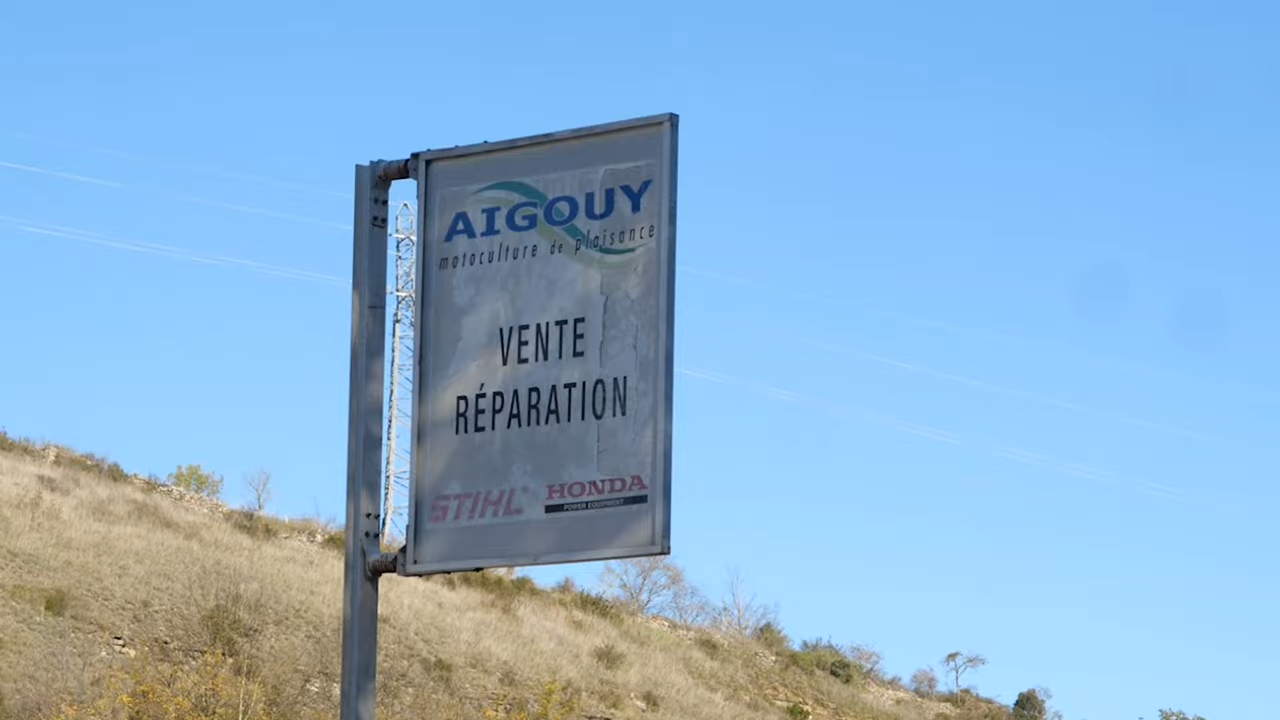 AIGOUY
motoculture de plaisance
VENTE
RÉPARATION
STIHL
HONDA
POWER EQUIPMENT